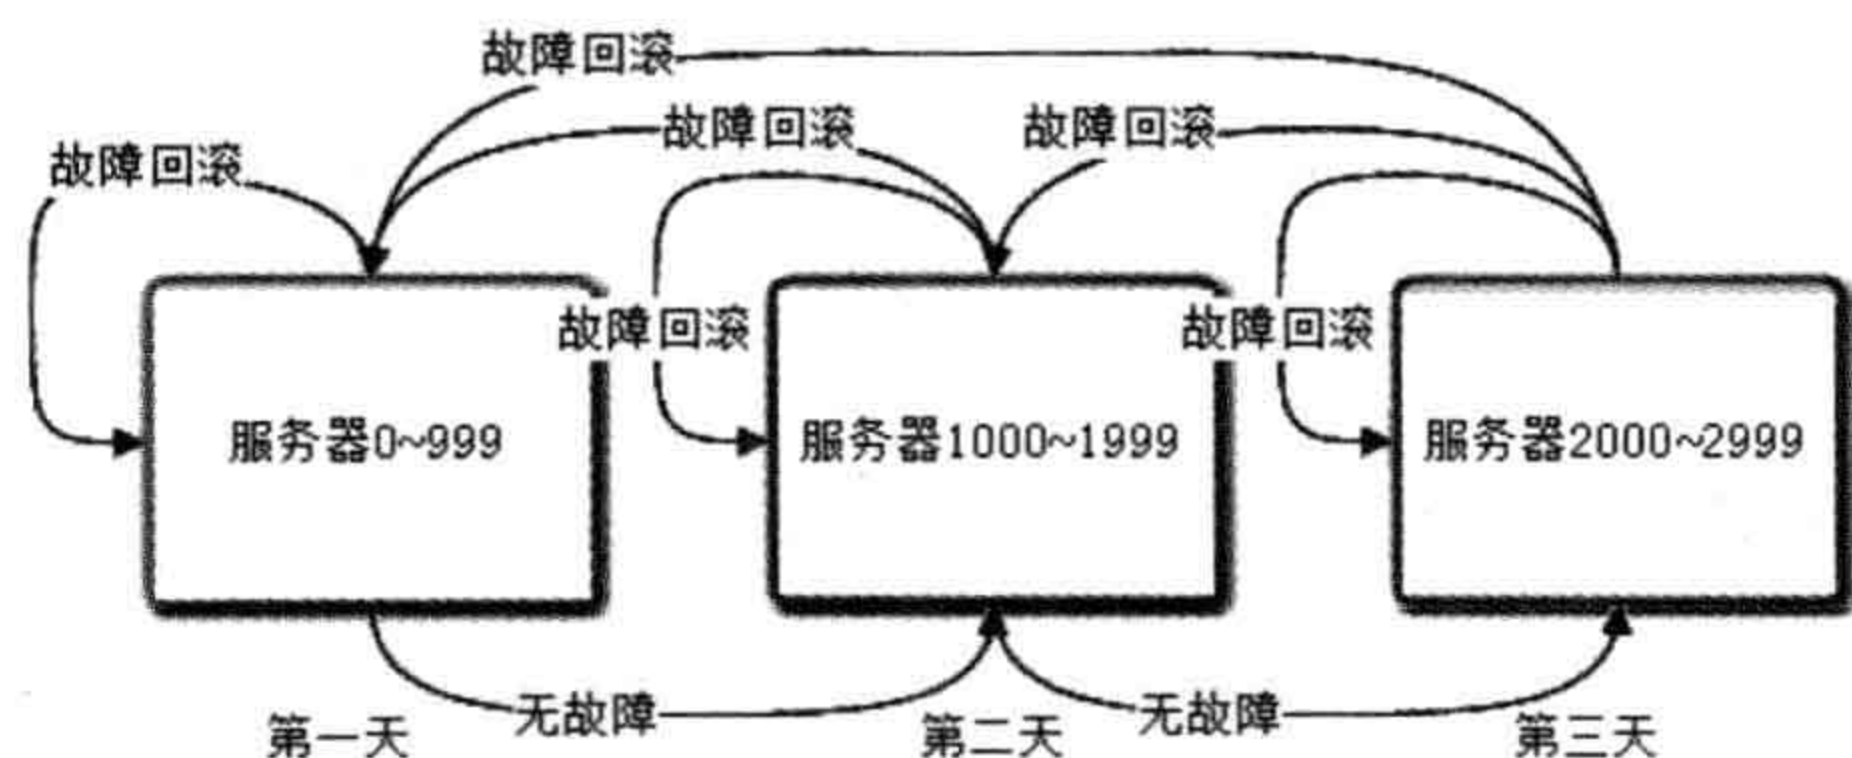 故障回滚
故障回滚
故障回滚
故障回滚
故障回滚
故障回滚
服务器0~999
服务器1000~1999
服务器2000~2999
无故障
无故障
第一天
第二天
第三天